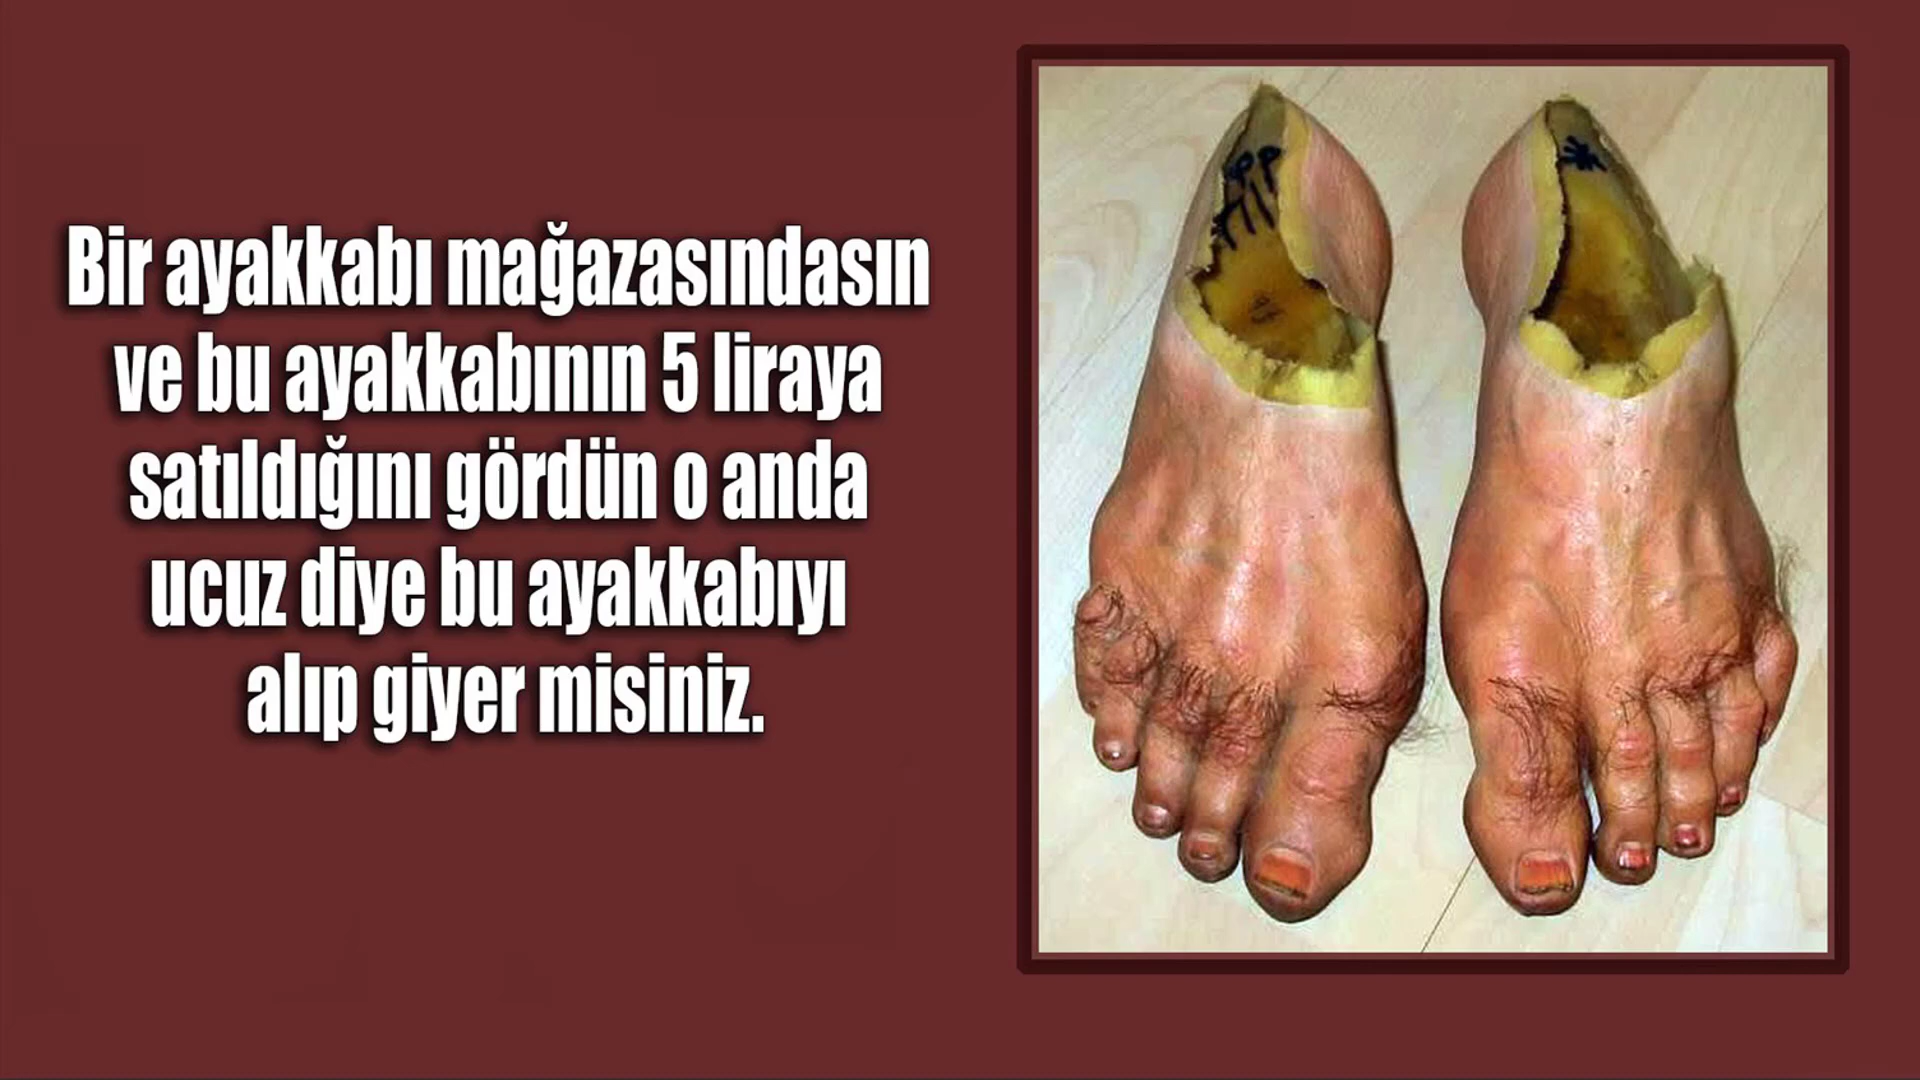 Bir ayakkabı mağazasındasın
ve bu ayakkabının 5 liraya
satıldığını gördün o anda
ucuz diye bu ayakkabıyı
alıp giyer misiniz.